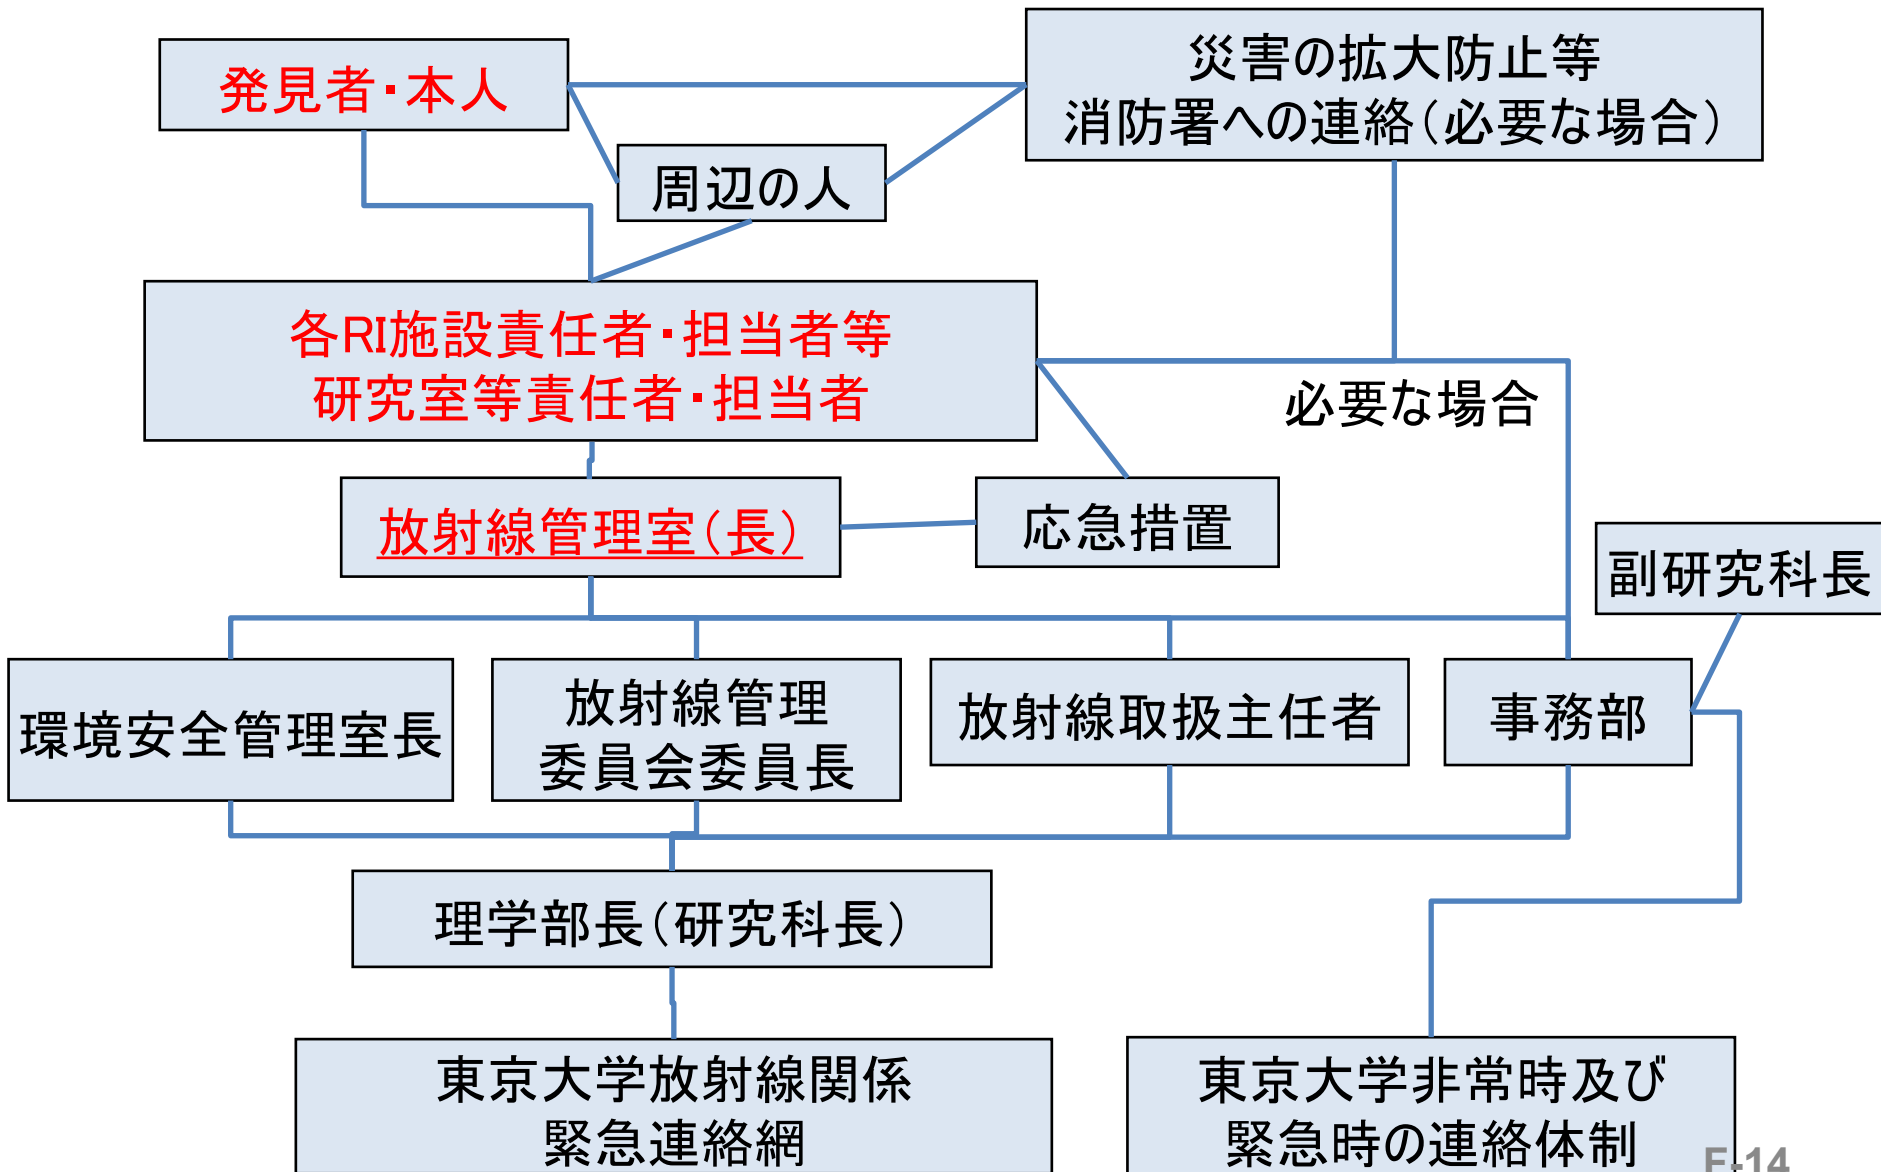 発見者・本人
災害の拡大防止等
消防署への連絡(必要な場合)
周辺の人
各RI施設責任者・担当者等
研究室等責任者・担当者
必要な場合
放射線管理室(長)
応急措置
副研究科長
環境安全管理室長
放射線管理
委員会委員長
放射線取扱主任者
事務部
理学部長(研究科長)
東京大学放射線関係
緊急連絡網
東京大学非常時及び
緊急時の連絡体制
F-14